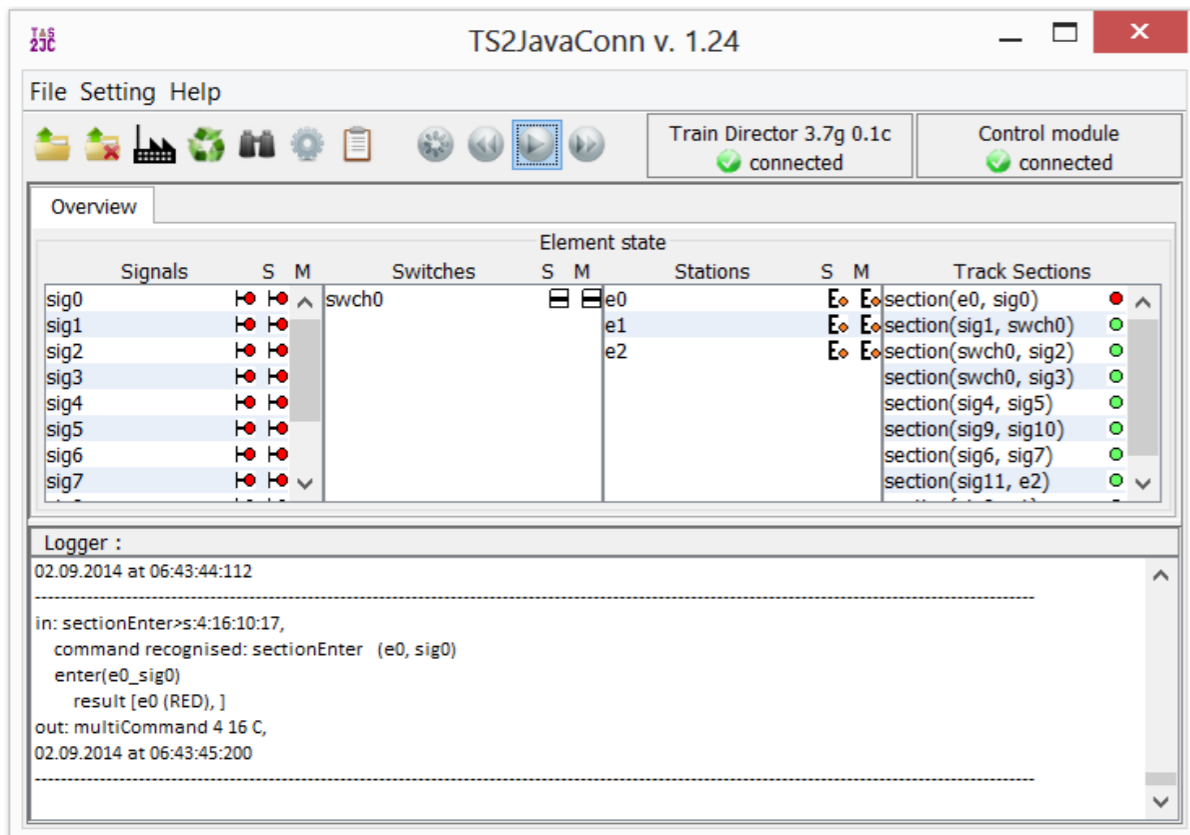 TS2JavaConn v. 1.24
TAS
2JC
File Setting Help
Train Director 3.7g 0.1c
connected
Control module
connected
Overview
Element state
Signals S M Switches S M Stations S M Track Sections
sig0 swch0 e0 section(e0, sig0)
sig1 e1 section(sig1, swch0)
sig2 e2 section(swch0, sig2)
sig3 section(swch0, sig3)
sig4 section(sig4, sig5)
sig5 section(sig9, sig10)
sig6 section(sig6, sig7)
sig7 section(sig11, e2)
Logger :
02.09.2014 at 06:43:44:112
in: sectionEnter>s:4:16:10:17,
command recognised: sectionEnter (e0, sig0)
enter(e0_sig0)
result [e0 (RED), ]
out: multiCommand 4 16 C,
02.09.2014 at 06:43:45:200